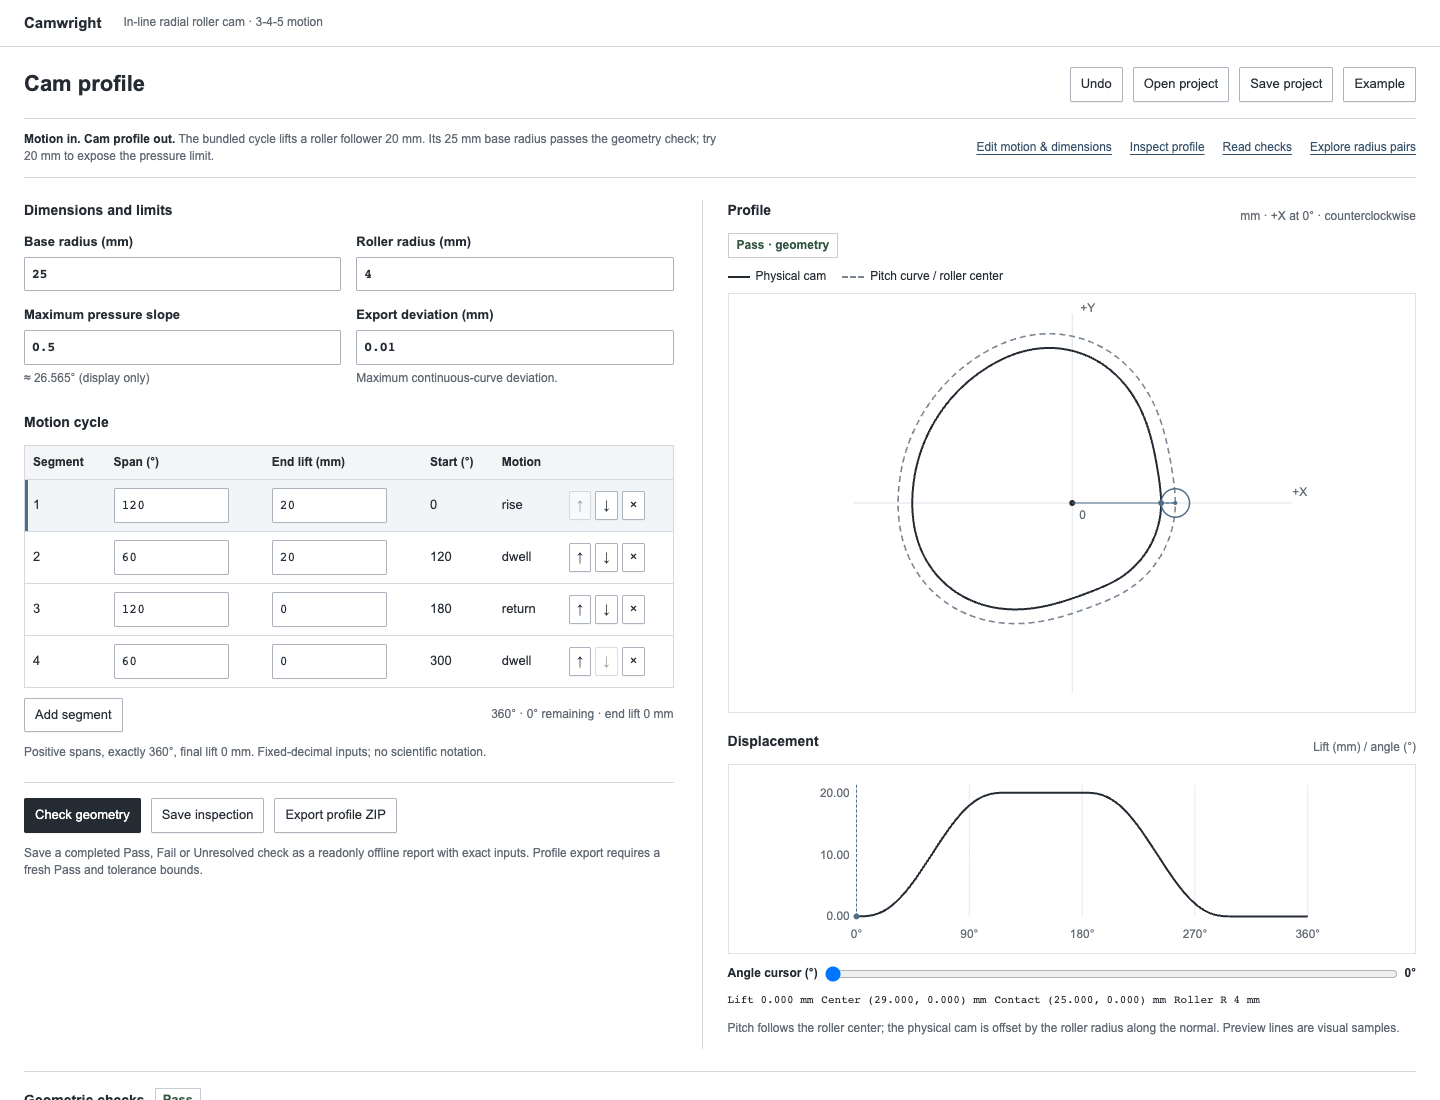 Camwright In-line radial roller cam · 3-4-5 motion
Cam profile
Undo Open project Save project Example
Motion in. Cam profile out. The bundled cycle lifts a roller follower 20 mm. Its 25 mm base radius passes the geometry check; try
20 mm to expose the pressure limit.
Edit motion & dimensions Inspect profile Read checks Explore radius pairs
Dimensions and limits
Base radius (mm) Roller radius (mm)
25 4
Maximum pressure slope Export deviation (mm)
0.5 0.01
≈ 26.565° (display only) Maximum continuous-curve deviation.
Motion cycle
Segment Span (°) End lift (mm) Start (°) Motion
1 120 20 0 rise ↑ ↓ ×
2 60 20 120 dwell ↑ ↓ ×
3 120 0 180 return ↑ ↓ ×
4 60 0 300 dwell ↑ ↓ ×
Add segment 360° · 0° remaining · end lift 0 mm
Positive spans, exactly 360°, final lift 0 mm. Fixed-decimal inputs; no scientific notation.
Check geometry Save inspection Export profile ZIP
Save a completed Pass, Fail or Unresolved check as a readonly offline report with exact inputs. Profile export requires a
fresh Pass and tolerance bounds.
Profile mm · +X at 0° · counterclockwise
Pass · geometry
Physical cam Pitch curve / roller center
+Y
+X
0
Displacement Lift (mm) / angle (°)
20.00
10.00
0.00
0° 90° 180° 270° 360°
Angle cursor (°) 0°
Lift 0.000 mm Center (29.000, 0.000) mm Contact (25.000, 0.000) mm Roller R 4 mm
Pitch follows the roller center; the physical cam is offset by the roller radius along the normal. Preview lines are visual samples.
Geometric checks Pass